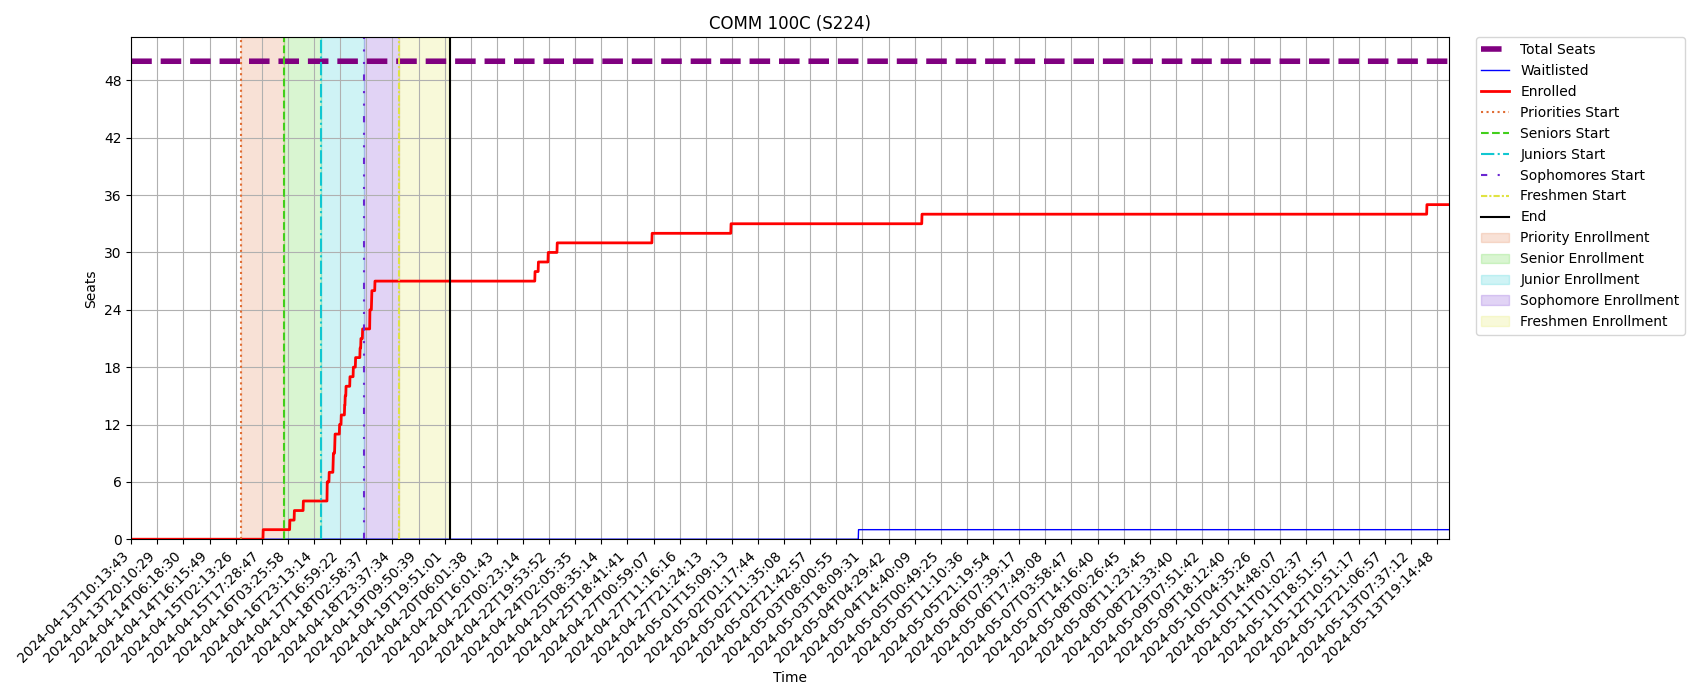 COMM 100C (S224)
Seats
48
42
36
30
24
18
12
6
0
2024-04-13T10:13:43
2024-04-13T20:10:29
2024-04-14T06:18:30
2024-04-14T16:15:49
2024-04-15T02:13:26
2024-04-15T17:28:47
2024-04-16T03:25:58
2024-04-16T23:13:14
2024-04-17T16:59:22
2024-04-18T02:58:37
2024-04-18T23:37:34
2024-04-19T09:50:39
2024-04-19T19:51:01
2024-04-20T06:01:38
2024-04-20T16:01:43
2024-04-22T00:23:14
2024-04-22T19:53:52
2024-04-24T02:05:35
2024-04-25T08:35:14
2024-04-25T18:41:41
2024-04-27T00:59:07
2024-04-27T11:16:16
2024-04-27T21:24:13
2024-05-01T15:09:13
2024-05-02T01:17:44
2024-05-02T11:35:08
2024-05-02T21:42:57
2024-05-03T08:00:55
2024-05-03T18:09:31
2024-05-04T04:29:42
2024-05-04T14:40:09
2024-05-05T00:49:25
2024-05-05T11:10:36
2024-05-05T21:19:54
2024-05-06T07:39:17
2024-05-06T17:49:08
2024-05-07T03:58:47
2024-05-07T14:16:40
2024-05-08T00:26:45
2024-05-08T11:23:45
2024-05-08T21:33:40
2024-05-09T07:51:42
2024-05-09T18:12:40
2024-05-10T04:35:26
2024-05-10T14:48:07
2024-05-11T01:02:37
2024-05-11T18:51:57
2024-05-12T10:51:17
2024-05-12T21:06:57
2024-05-13T07:37:12
2024-05-13T19:14:48
Time
Total Seats
Waitlisted
Enrolled
Priorities Start
Seniors Start
Juniors Start
Sophomores Start
Freshmen Start
End
Priority Enrollment
Senior Enrollment
Junior Enrollment
Sophomore Enrollment
Freshmen Enrollment